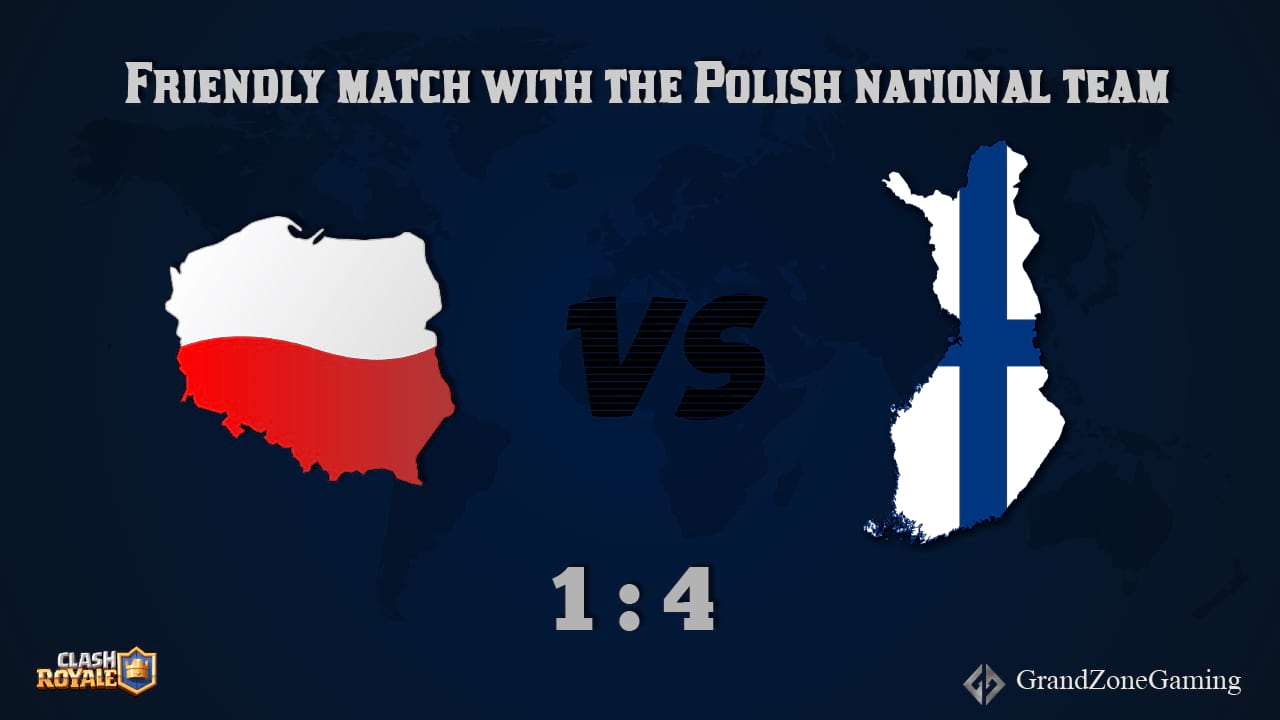 Friendly match with the Polish national team
VS
1 : 4
CLASH
ROYALE
GrandZoneGaming